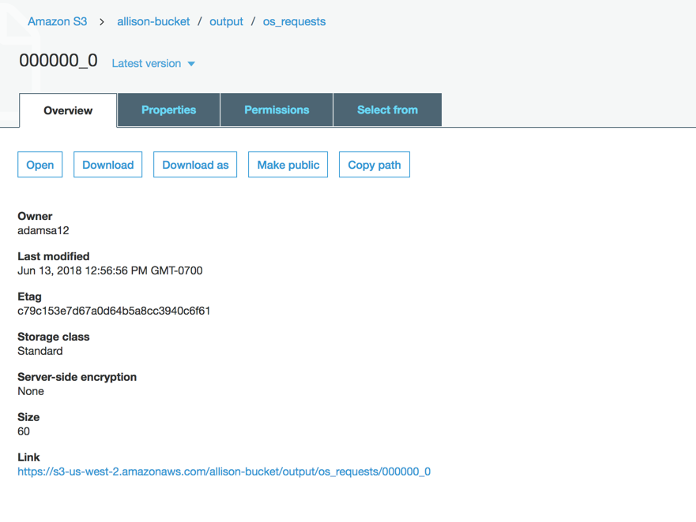 Amazon S3 > allison-bucket / output / os_requests
000000_0 Latest version
Overview Properties Permissions Select from
Open Download Download as Make public Copy path
Owner
adamsa12
Last modified
Jun 13, 2018 12:56:56 PM GMT-0700
Etag
c79c153e7d67a0d64b5a8cc3940c6f61
Storage class
Standard
Server-side encryption
None
Size
60
Link
https://s3-us-west-2.amazonaws.com/allison-bucket/output/os_requests/000000_0